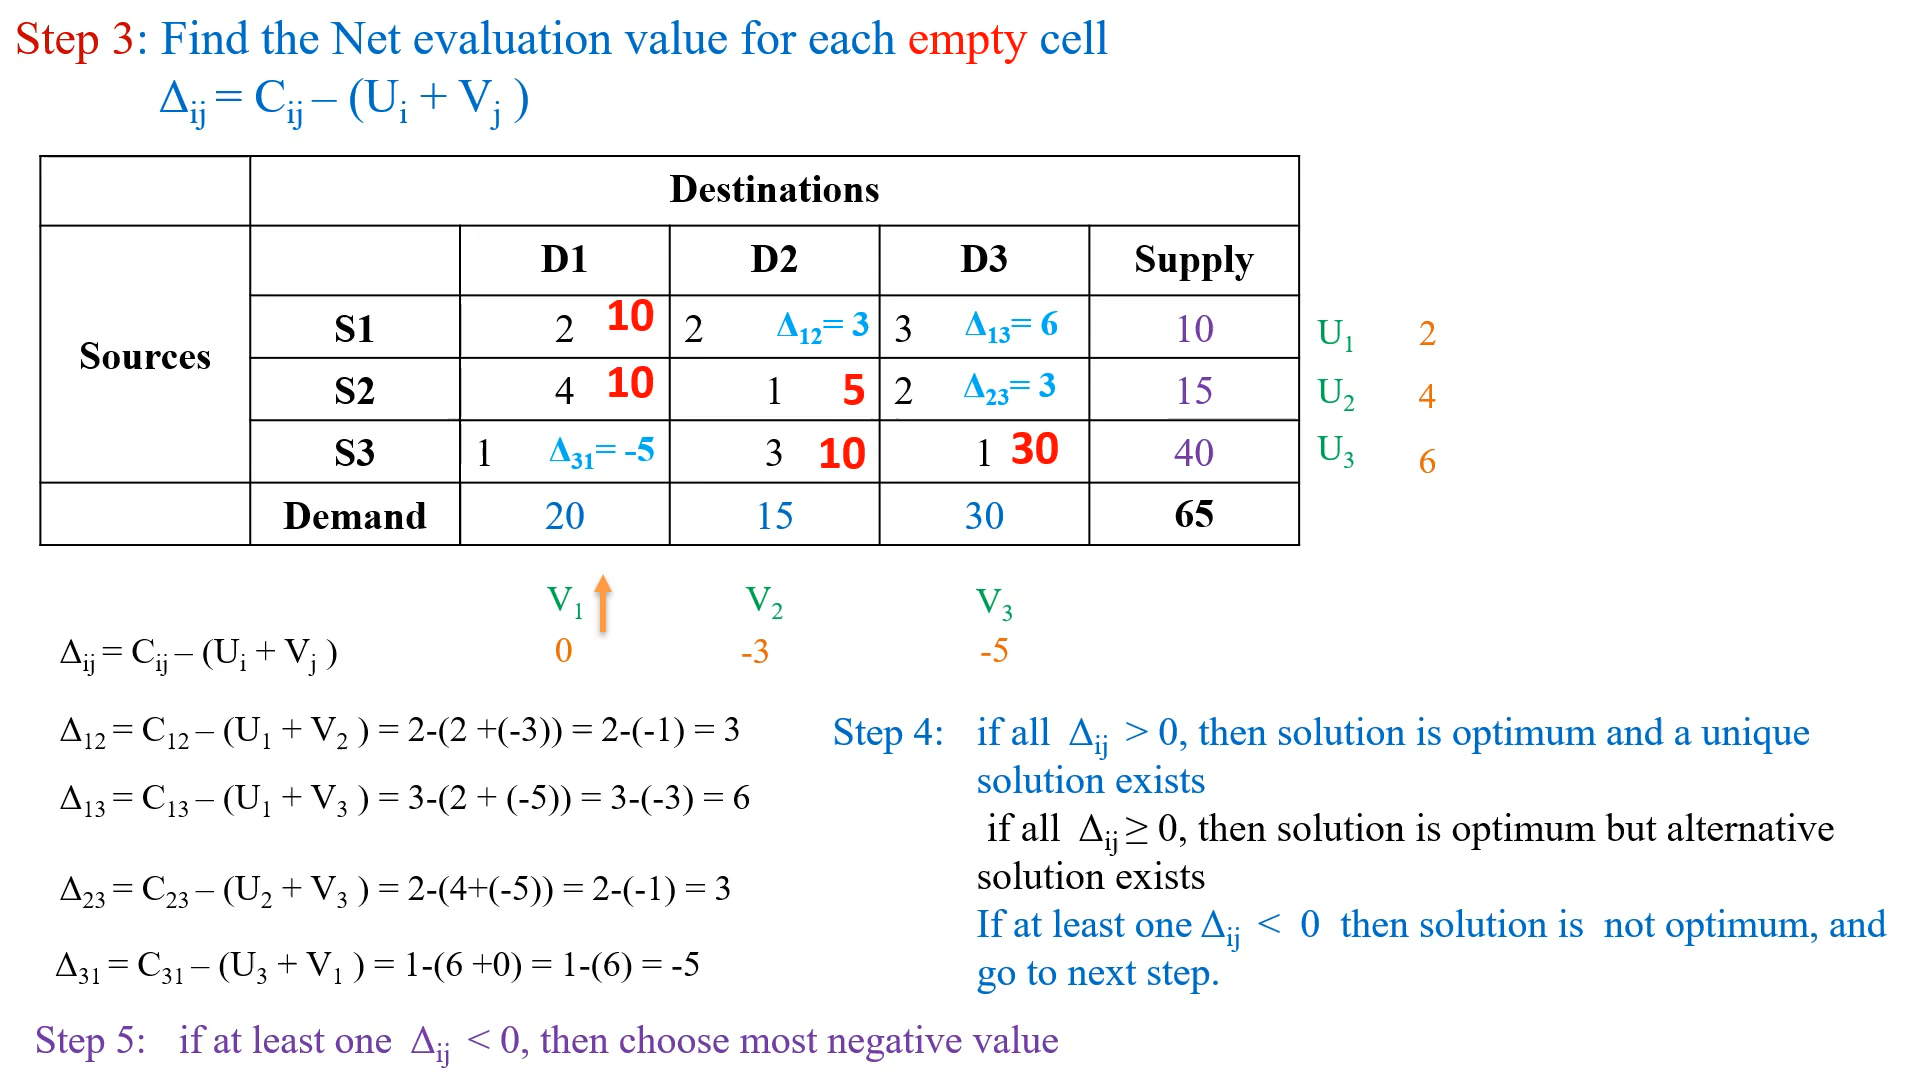 Step 3: Find the Net evaluation value for each empty cell
Δij = Cij – (Ui + Vj )
Destinations
Sources
D1 D2 D3 Supply
S1 2 10 2 Δ12= 3 3 Δ13= 6 10 U1 2
S2 4 10 1 5 2 Δ23= 3 15 U2 4
S3 1 Δ31= -5 3 10 1 30 40 U3 6
Demand 20 15 30 65
V1 V2 V3
0 -3 -5
Δij = Cij – (Ui + Vj )
Δ12 = C12 – (U1 + V2 ) = 2-(2 +(-3)) = 2-(-1) = 3
Δ13 = C13 – (U1 + V3 ) = 3-(2 + (-5)) = 3-(-3) = 6
Δ23 = C23 – (U2 + V3 ) = 2-(4+(-5)) = 2-(-1) = 3
Δ31 = C31 – (U3 + V1 ) = 1-(6 +0) = 1-(6) = -5
Step 4: if all Δij > 0, then solution is optimum and a unique
solution exists
if all Δij ≥ 0, then solution is optimum but alternative
solution exists
If at least one Δij < 0 then solution is not optimum, and
go to next step.
Step 5: if at least one Δij < 0, then choose most negative value